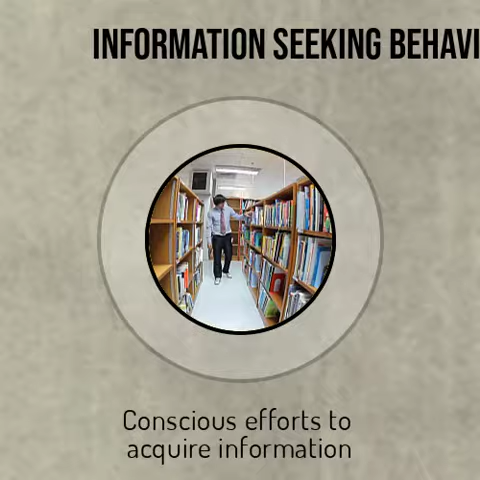 INFORMATION SEEKING BEHAVI
Conscious efforts to
acquire information